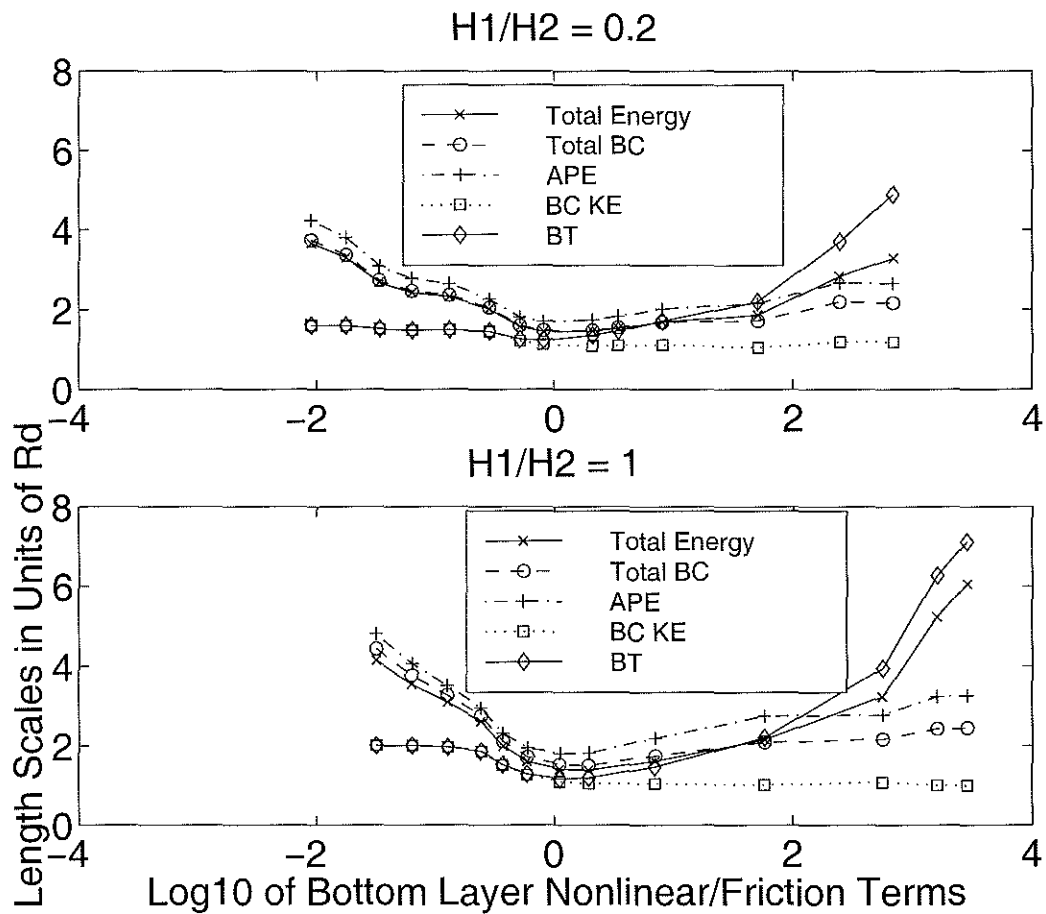 H1/H2 = 0.2
8
6
4
2
0
Total Energy
Total BC
APE
BC KE
BT
−4
−2
0
2
4
H1/H2 = 1
Length Scales in Units of Rd
8
6
4
2
0
Total Energy
Total BC
APE
BC KE
BT
−4
−2
0
2
4
Log10 of Bottom Layer Nonlinear/Friction Terms